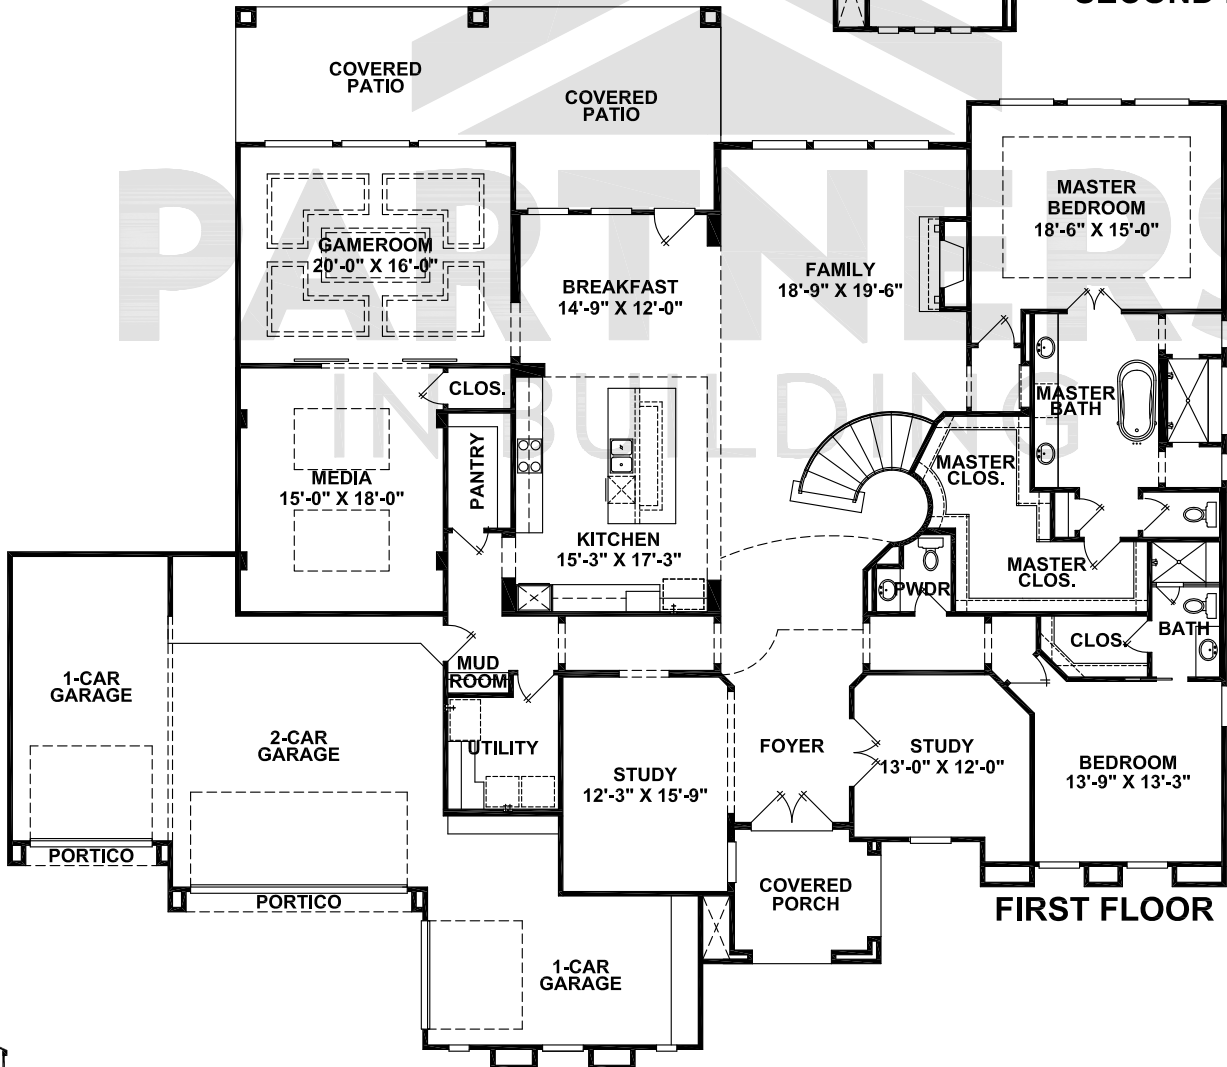 SECOND
COVERED
PATIO
COVERED
PATIO
PARTNERS
IN BUILDING
MASTER
BEDROOM
18'-6" X 15'-0"
GAMEROOM
20'-0" X 16'-0"
FAMILY
18'-9" X 19'-6"
BREAKFAST
14'-9" X 12'-0"
CLOS.
MASTER
BATH
PANTRY
MEDIA
15'-0" X 18'-0"
MASTER
CLOS.
KITCHEN
15'-3" X 17'-3"
MASTER
CLOS.
PWDR
BATH
CLOS.
MUD
ROOM
1-CAR
GARAGE
2-CAR
GARAGE
UTILITY
FOYER
STUDY
13'-0" X 12'-0"
STUDY
12'-3" X 15'-9"
BEDROOM
13'-9" X 13'-3"
PORTICO
PORTICO
COVERED
PORCH
FIRST FLOOR
1-CAR
GARAGE